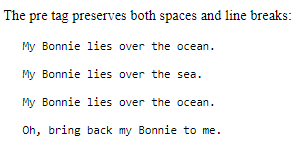 The pre tag preserves both spaces and line breaks:
My Bonnie lies over the ocean.
My Bonnie lies over the sea.
My Bonnie lies over the ocean.
Oh, bring back my Bonnie to me.